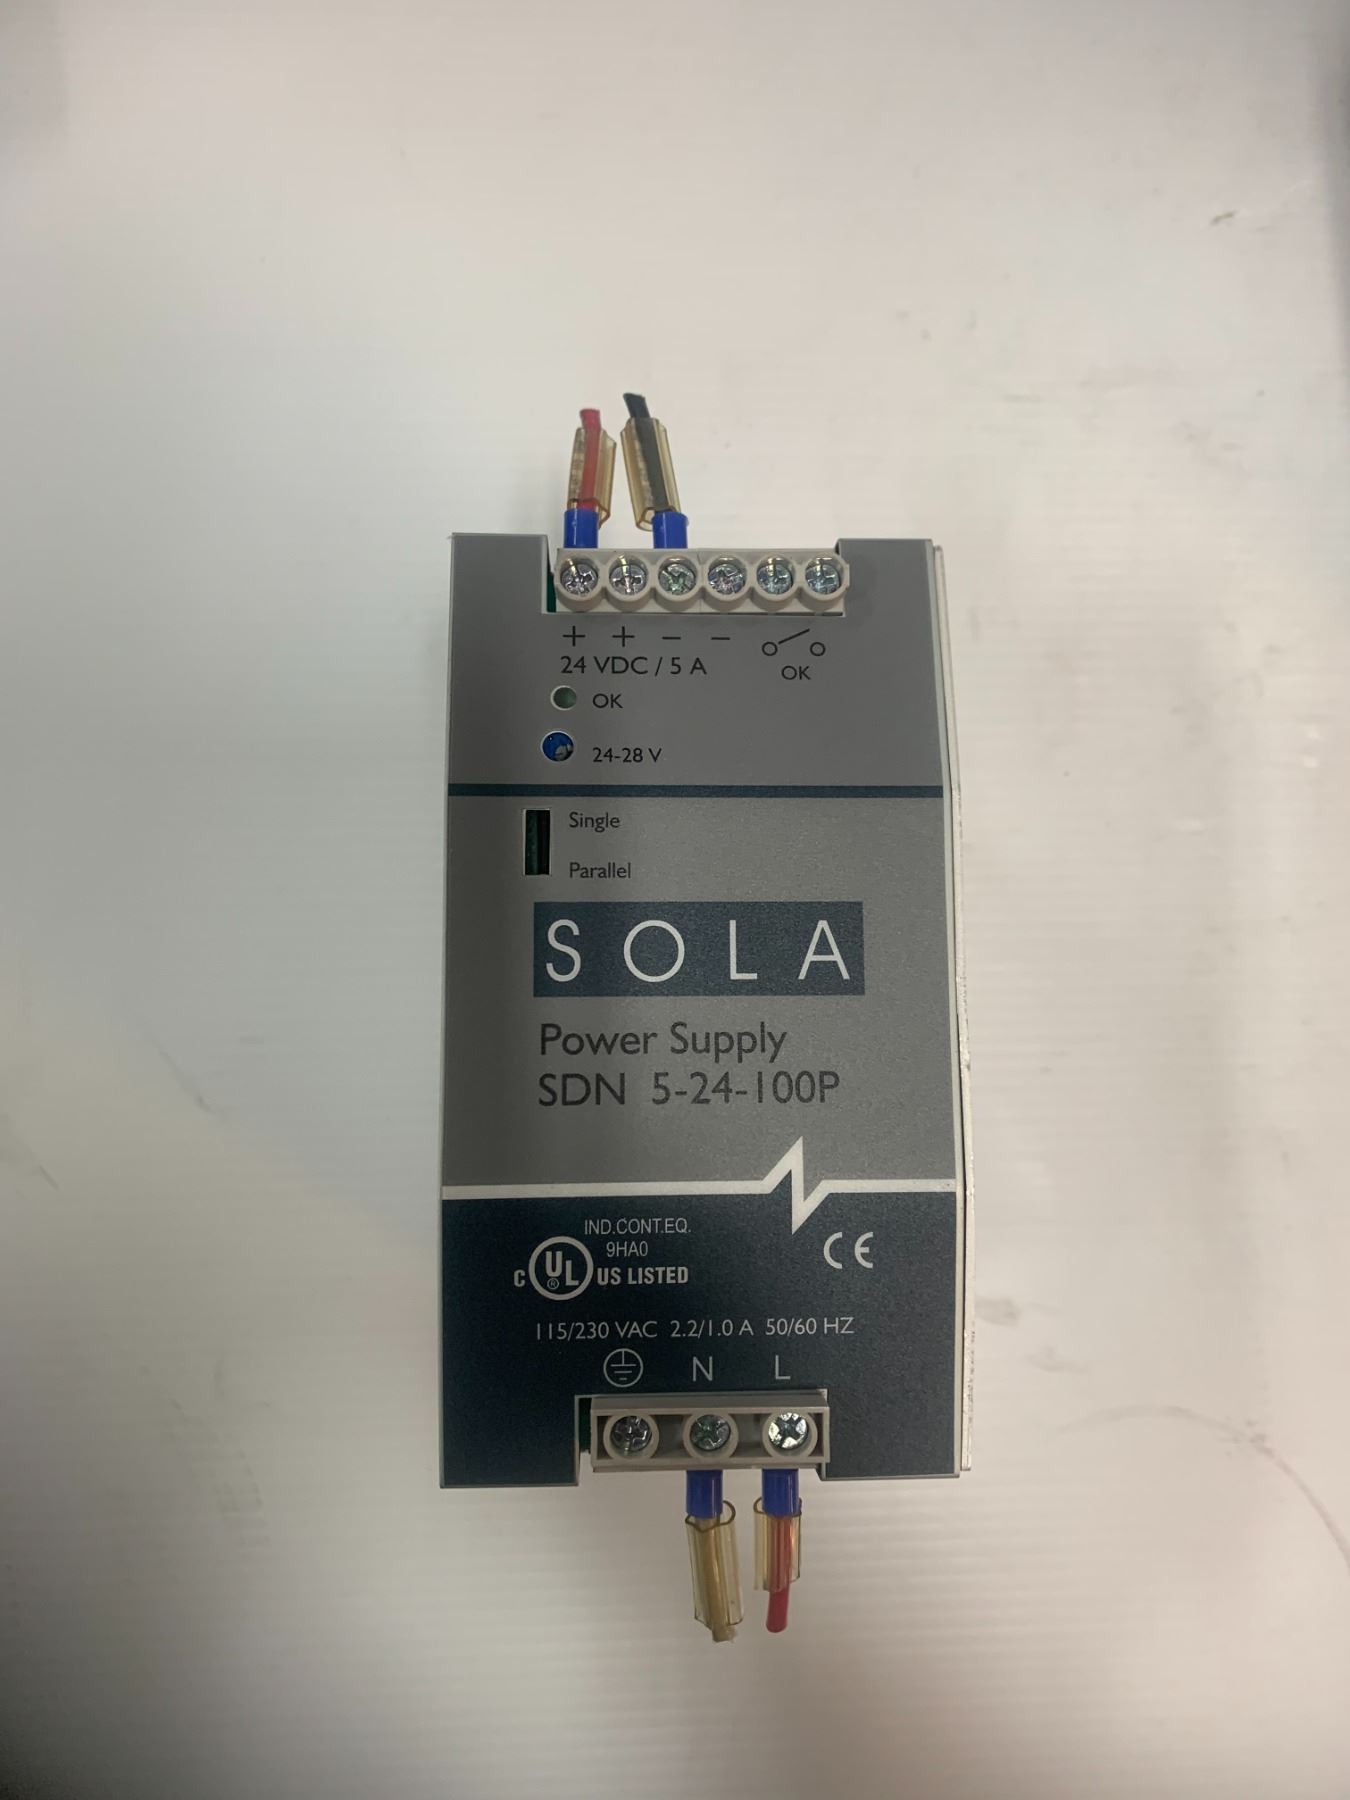 + + − −
24 VDC / 5 A
OK
OK
24-28 V
Single
Parallel
SOLA
Power Supply
SDN 5-24-100P
IND.CONT.EQ.
9HA0
C UL US LISTED
®
CE
115/230 VAC 2.2/1.0 A 50/60 HZ
N L